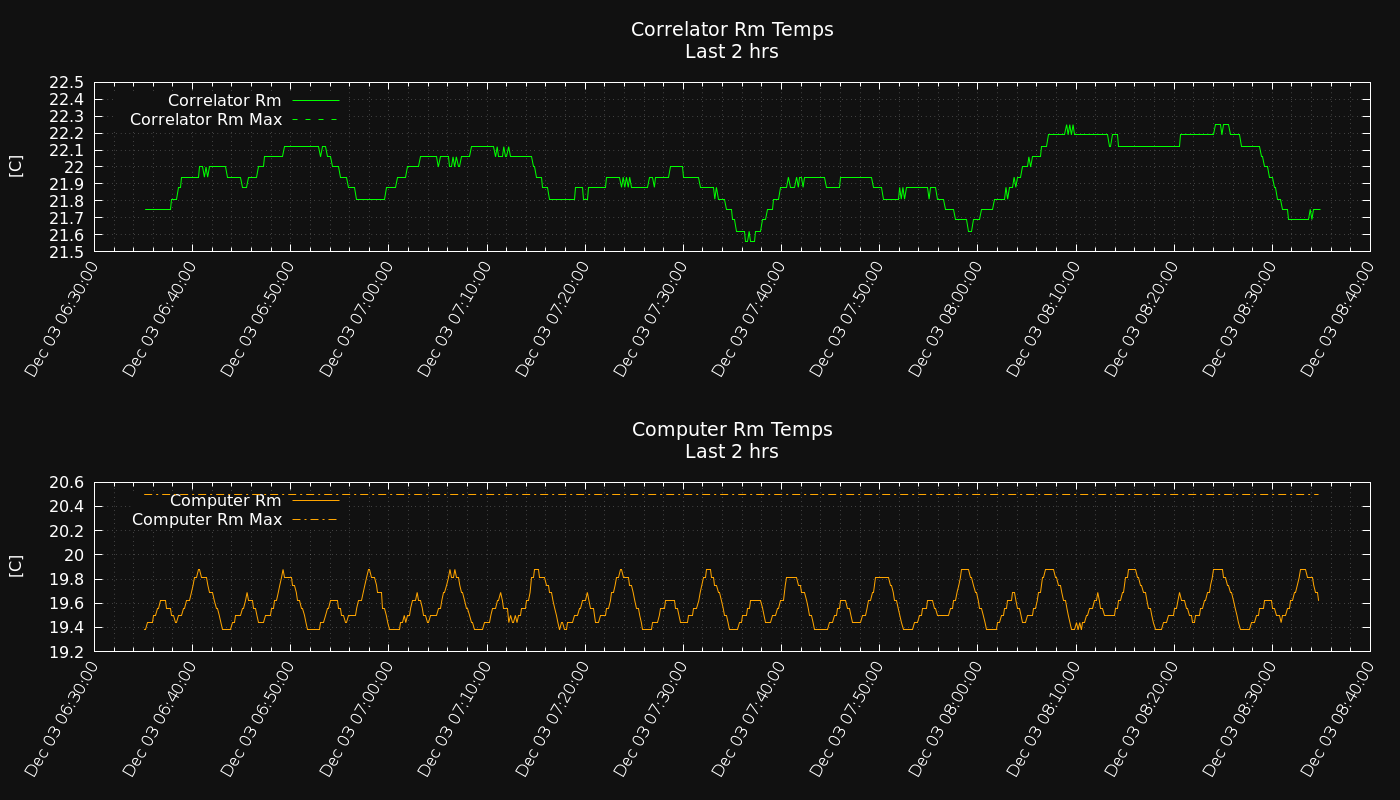 Correlator Rm Temps
Last 2 hrs
22.5
22.4
22.3
22.2
22.1
22
21.9
21.8
21.7
21.6
21.5
[C]
Correlator Rm
Correlator Rm Max
Dec 03 06:30:00
Dec 03 06:40:00
Dec 03 06:50:00
Dec 03 07:00:00
Dec 03 07:10:00
Dec 03 07:20:00
Dec 03 07:30:00
Dec 03 07:40:00
Dec 03 07:50:00
Dec 03 08:00:00
Dec 03 08:10:00
Dec 03 08:20:00
Dec 03 08:30:00
Dec 03 08:40:00
Computer Rm Temps
Last 2 hrs
20.6
20.4
20.2
20
19.8
19.6
19.4
19.2
[C]
Computer Rm
Computer Rm Max
Dec 03 06:30:00
Dec 03 06:40:00
Dec 03 06:50:00
Dec 03 07:00:00
Dec 03 07:10:00
Dec 03 07:20:00
Dec 03 07:30:00
Dec 03 07:40:00
Dec 03 07:50:00
Dec 03 08:00:00
Dec 03 08:10:00
Dec 03 08:20:00
Dec 03 08:30:00
Dec 03 08:40:00